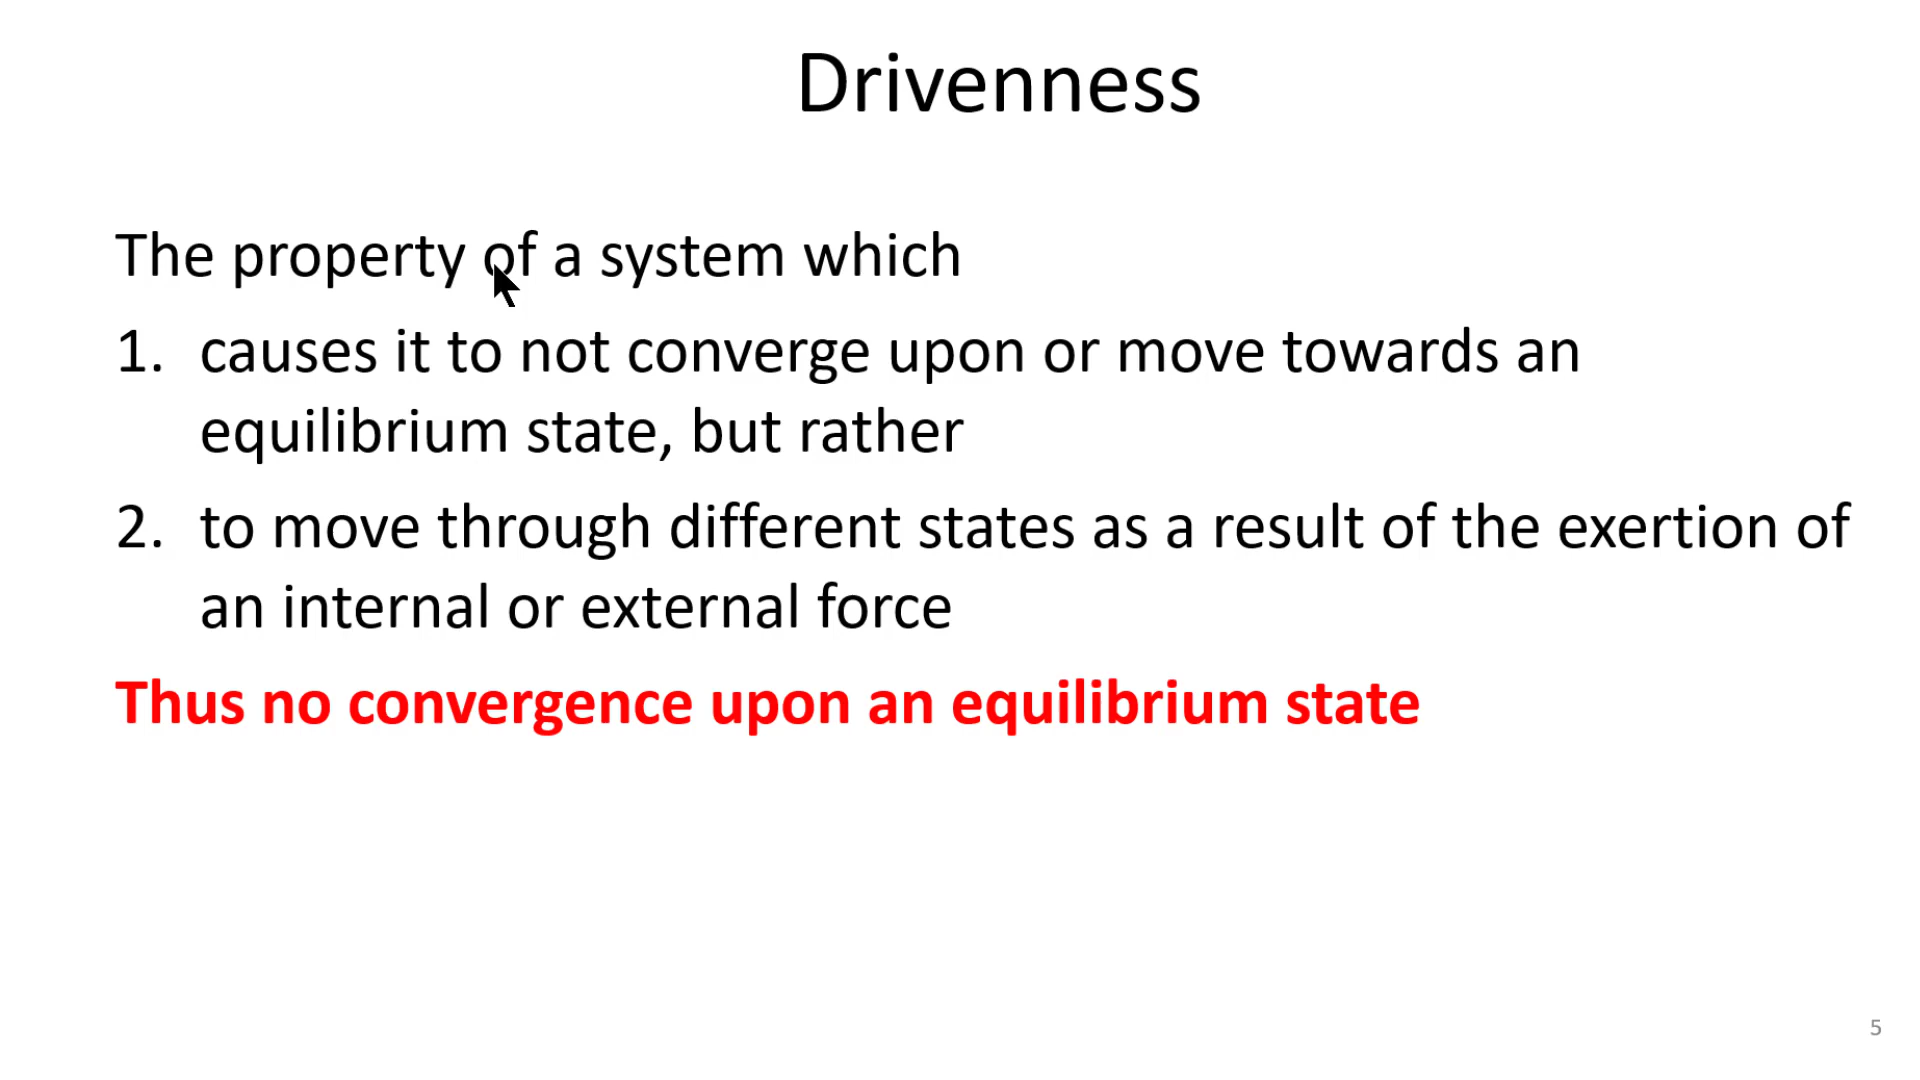 Drivenness
The property of a system which
1. causes it to not converge upon or move towards an
equilibrium state, but rather
2. to move through different states as a result of the exertion of
an internal or external force
Thus no convergence upon an equilibrium state
5